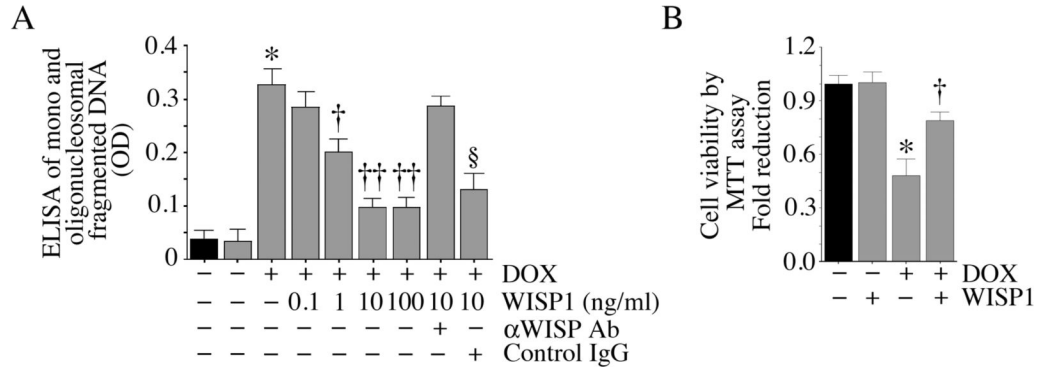 A
ELISA of mono and
oligonucleosomal
fragmented DNA
(OD)
0.4
0.3
0.2
0.1
0
*
†
††
††
§
– – + + + + + + + DOX
– – – 0.1 1 10 100 10 10 WISP1 (ng/ml)
– – – – – – – + – αWISP Ab
– – – – – – – – + Control IgG
B
Cell viability by
MTT assay
Fold reduction
1.2
0.9
0.6
0.3
0.0
*
†
– – + + DOX
– + – + WISP1